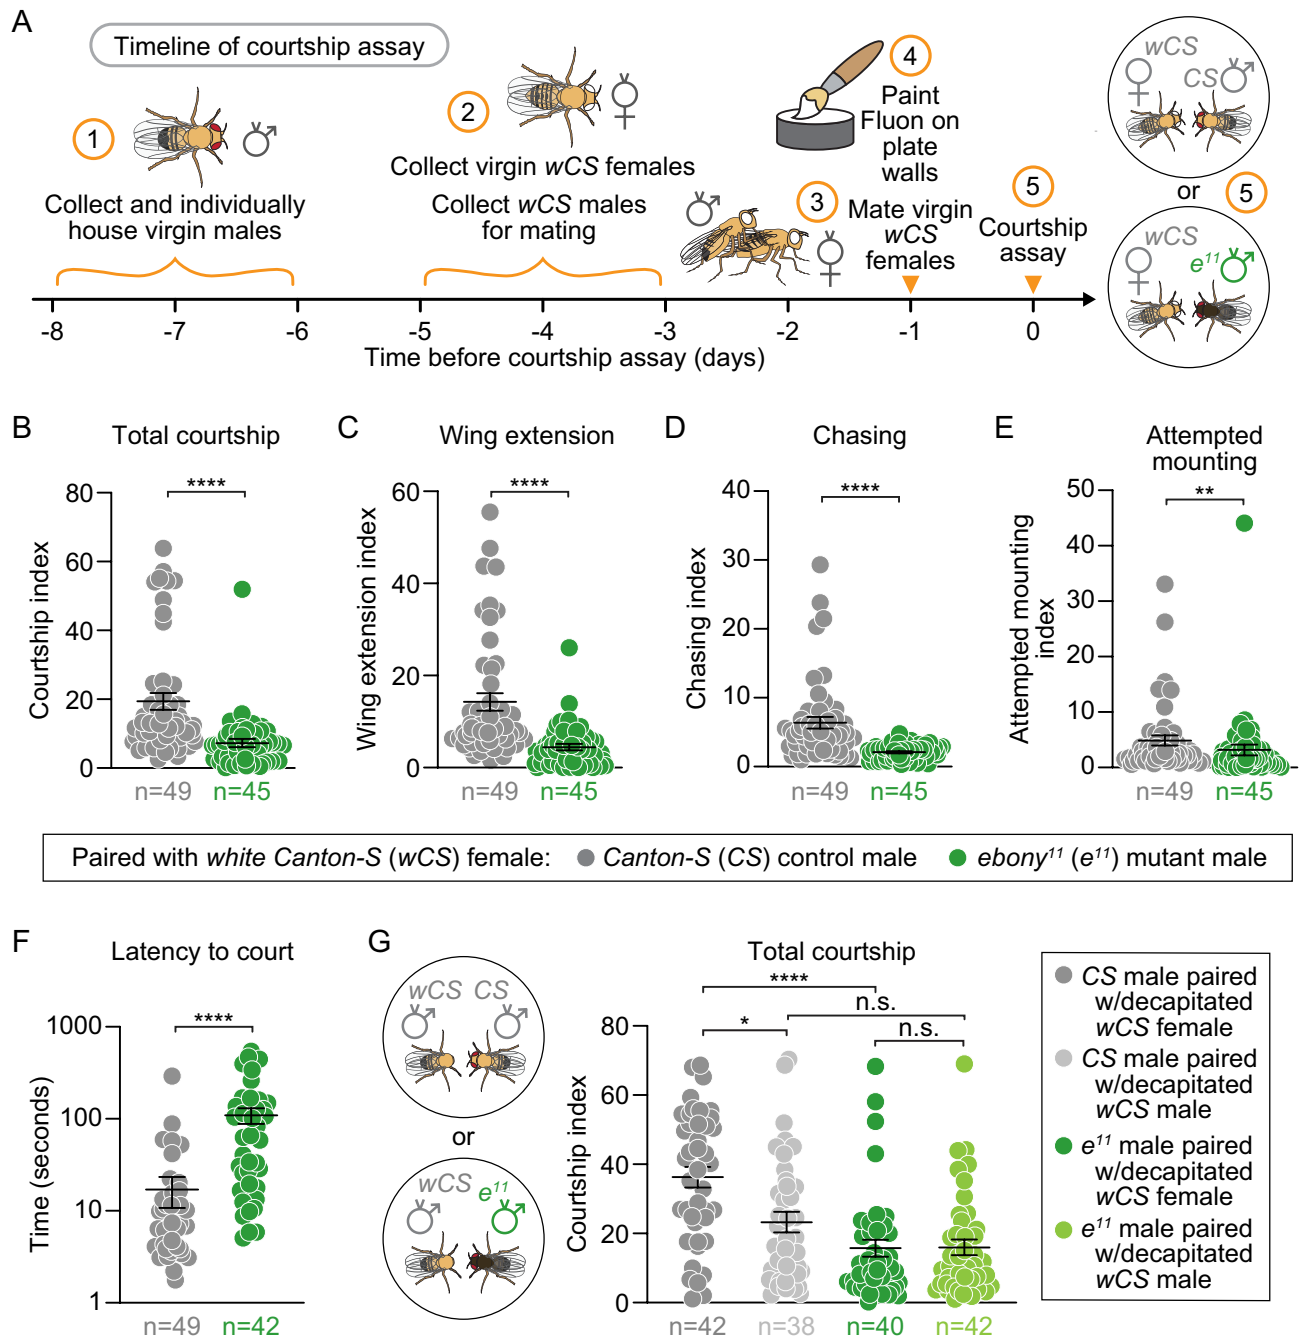 A
Timeline of courtship assay
1
Collect and individually
house virgin males
2
Collect virgin wCS females
Collect wCS males
for mating
3
4
Paint
Fluon on
plate
walls
Mate virgin
wCS
females
5
Courtship
assay
wCS
CS
or
5
wCS
e¹¹
-8
-7
-6
-5
-4
-3
-2
-1
0
Time before courtship assay (days)
B
Total courtship
****
Courtship index
80
60
40
20
0
n=49
n=45
C
Wing extension
****
Wing extension index
60
40
20
0
n=49
n=45
D
Chasing
****
Chasing index
40
30
20
10
0
n=49
n=45
E
Attempted
mounting
**
Attempted mounting
index
50
40
30
20
10
0
n=49
n=45
Paired with white Canton-S (wCS) female:
Canton-S (CS) control male
ebony¹¹ (e¹¹) mutant male
F
Latency to court
****
Time (seconds)
1000
100
10
1
n=49
n=42
G
wCS
CS
or
wCS
e¹¹
Total courtship
****
n.s.
*
n.s.
Courtship index
80
60
40
20
0
n=42
n=38
n=40
n=42
CS male paired
w/decapitated
wCS female
CS male paired
w/decapitated
wCS male
e¹¹ male paired
w/decapitated
wCS female
e¹¹ male paired
w/decapitated
wCS male